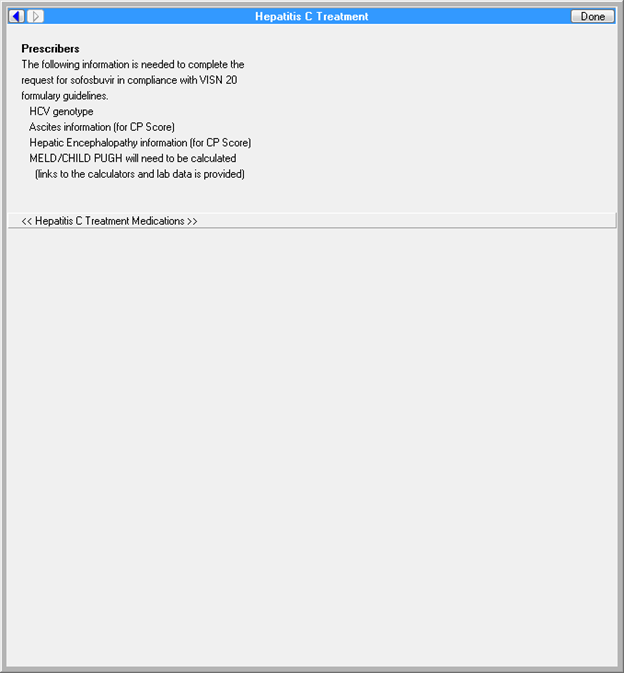 Hepatitis C Treatment
Done
Prescribers
The following information is needed to complete the
request for sofosbuvir in compliance with VISN 20
formulary guidelines.
HCV genotype
Ascites information (for CP Score)
Hepatic Encephalopathy information (for CP Score)
MELD/CHILD PUGH will need to be calculated
(links to the calculators and lab data is provided)
<< Hepatitis C Treatment Medications >>